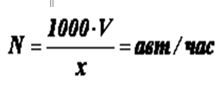 N = 1000·V / x = авт/час